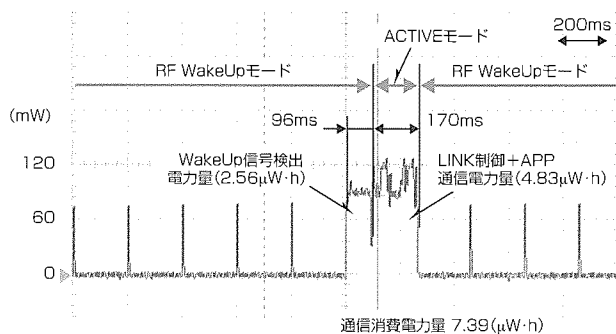 200ms
ACTIVEモード
RF WakeUpモード
RF WakeUpモード
(mW)
96ms
170ms
120
WakeUp信号検出
電力量(2.56μW·h)
LINK制御+APP
通信電力量(4.83μW·h)
60
0
通信消費電力量 7.39(μW·h)